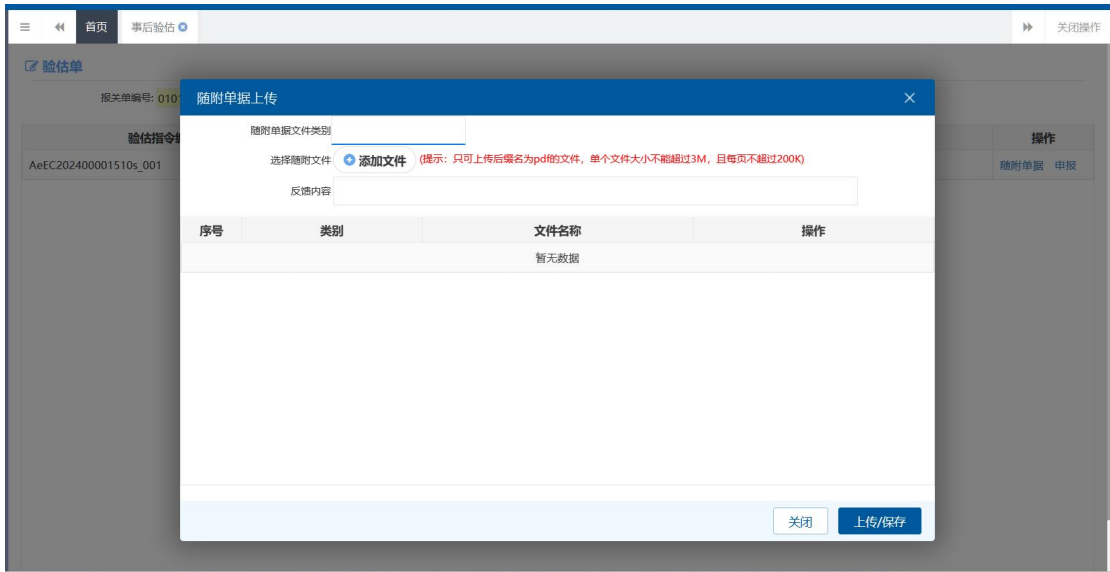 首页 事后验估 关闭操作
验估单
报关单编号: 010
随附单据上传
随附单据文件类别
验估指令 操作
选择随附文件 添加文件 (提示：只可上传后缀名为pdf的文件，单个文件大小不能超过3M，且每页不超过200K)
AeEC202400001510s_001 随附单据 申报
反馈内容
序号 类别 文件名称 操作
暂无数据
关闭 上传/保存